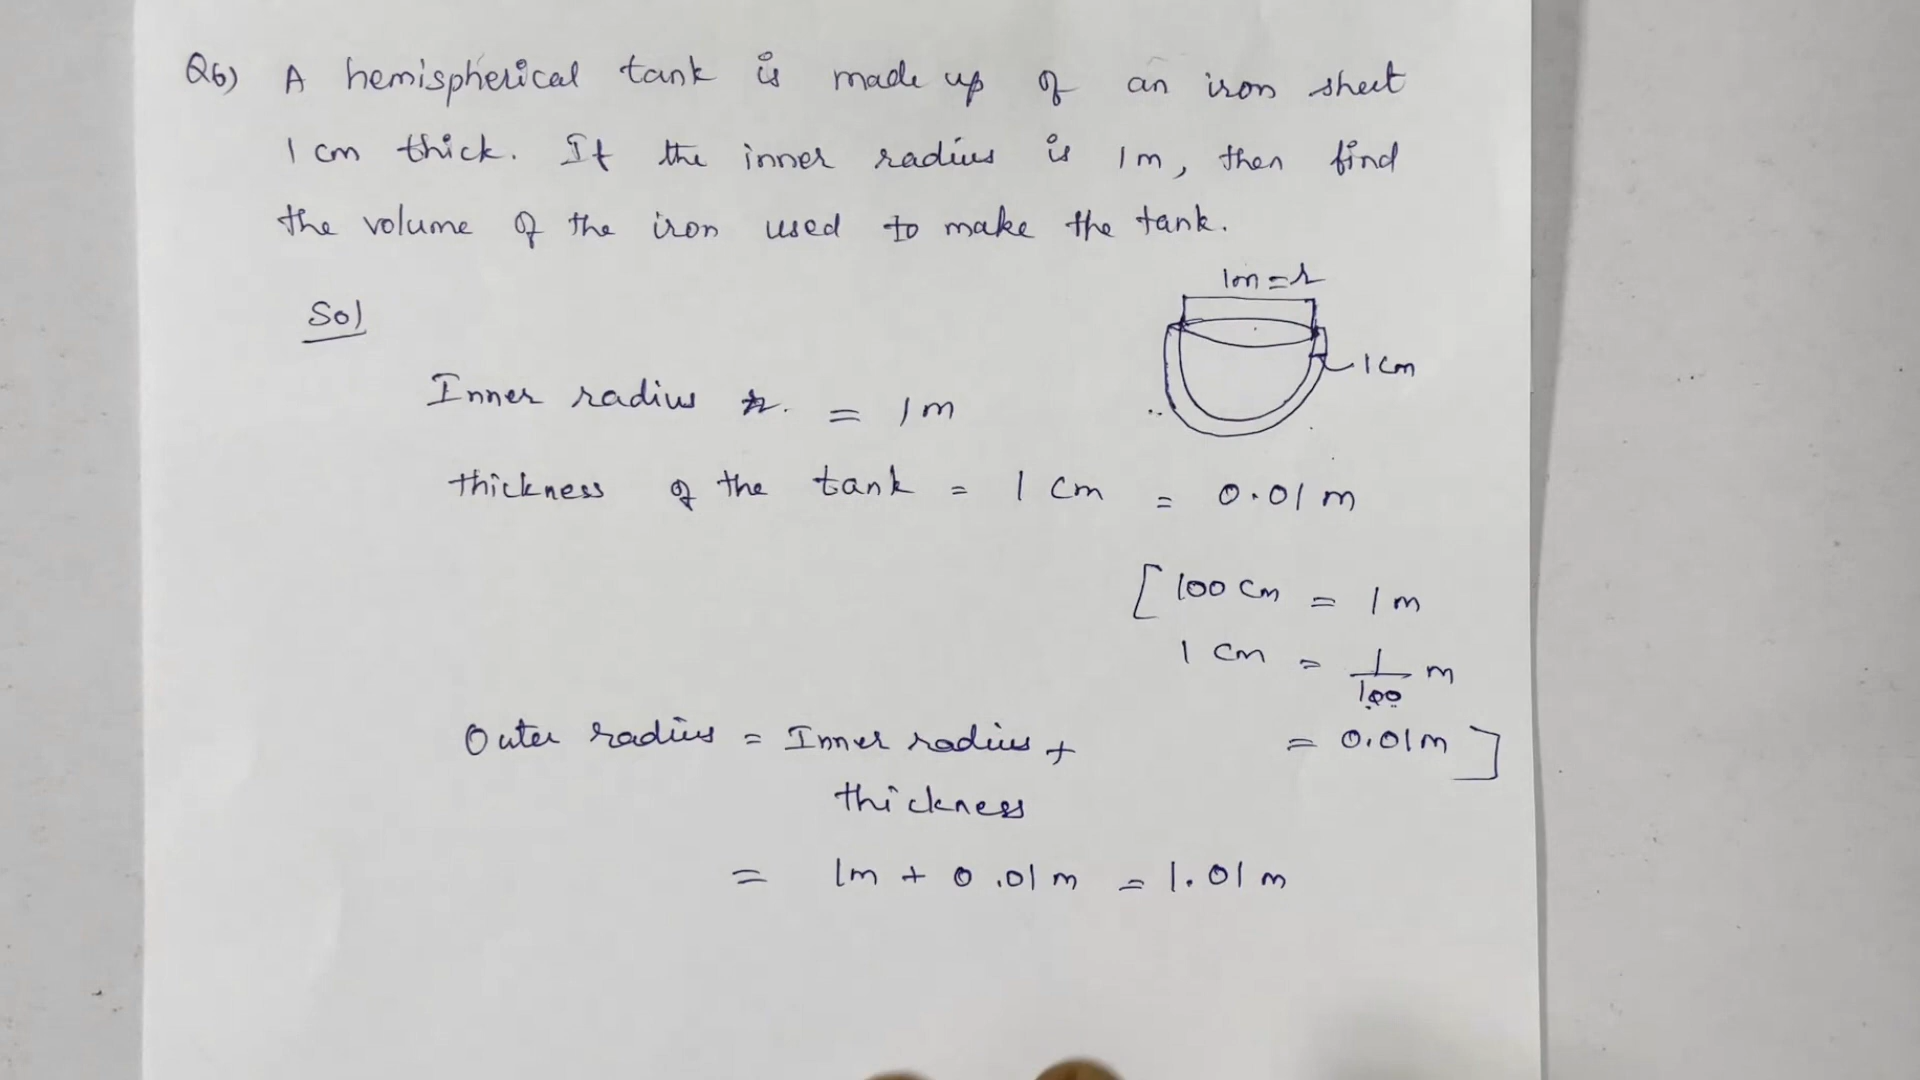 Q6) A hemispherical tank is made up of an iron sheet
1 cm thick. If the inner radius is 1m, then find
the volume of the iron used to make the tank.
1m = r
Sol
1 cm
Inner radius r. = 1m
thickness of the tank = 1 cm = 0.01 m
[100 cm = 1 m
1 cm = 1/100 m
Outer radius = Inner radius +
= 0.01m]
thickness
= 1m + 0.01 m = 1.01 m